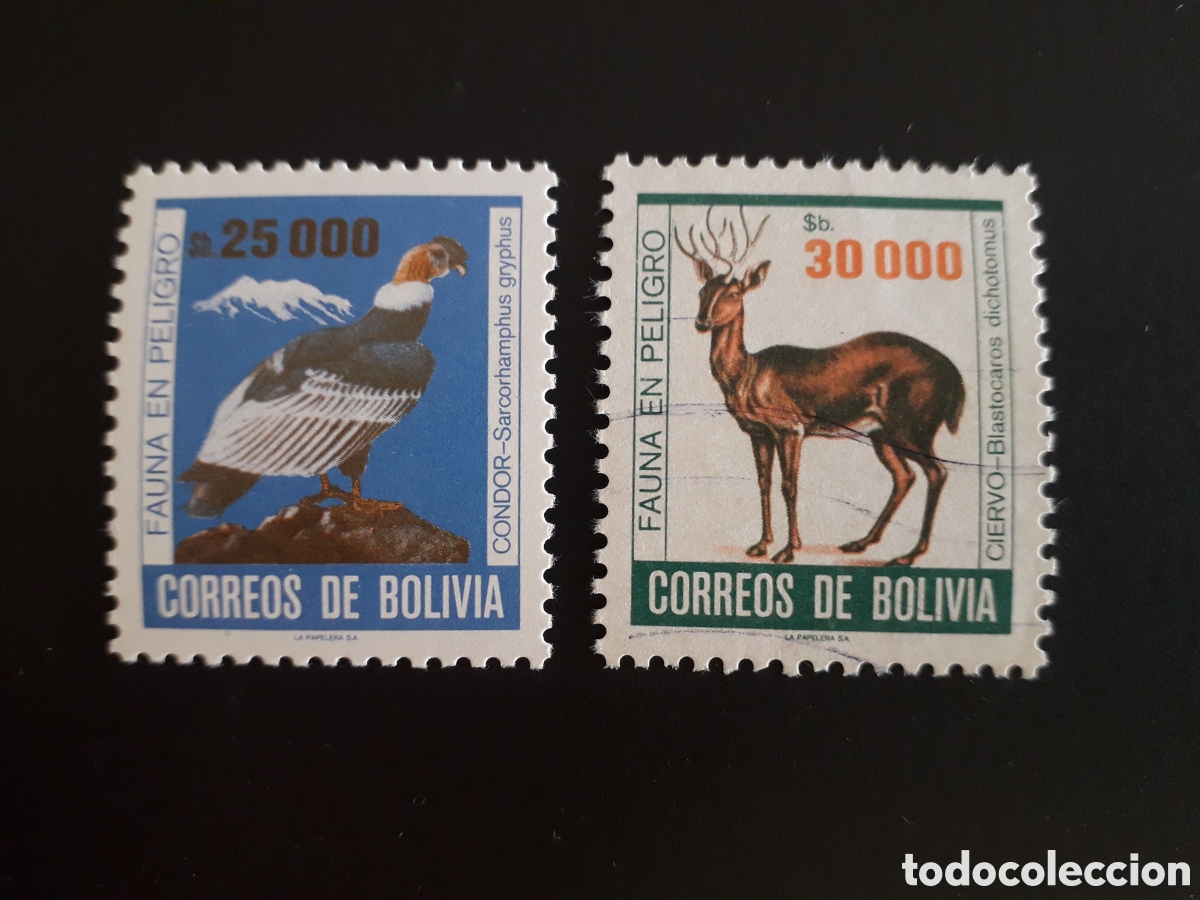 $b. 25 000
FAUNA EN PELIGRO
CONDOR-Sarcorhamphus gryphus
CORREOS DE BOLIVIA
LA PAPELERA S.A.
$b.
30 000
FAUNA EN PELIGRO
CIERVO-Blastocaros dichotomus
CORREOS DE BOLIVIA
LA PAPELERA S.A.
todocoleccion